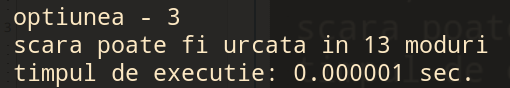 optiunea - 3
scara poate fi urcata in 13 moduri
timpul de executie: 0.000001 sec.